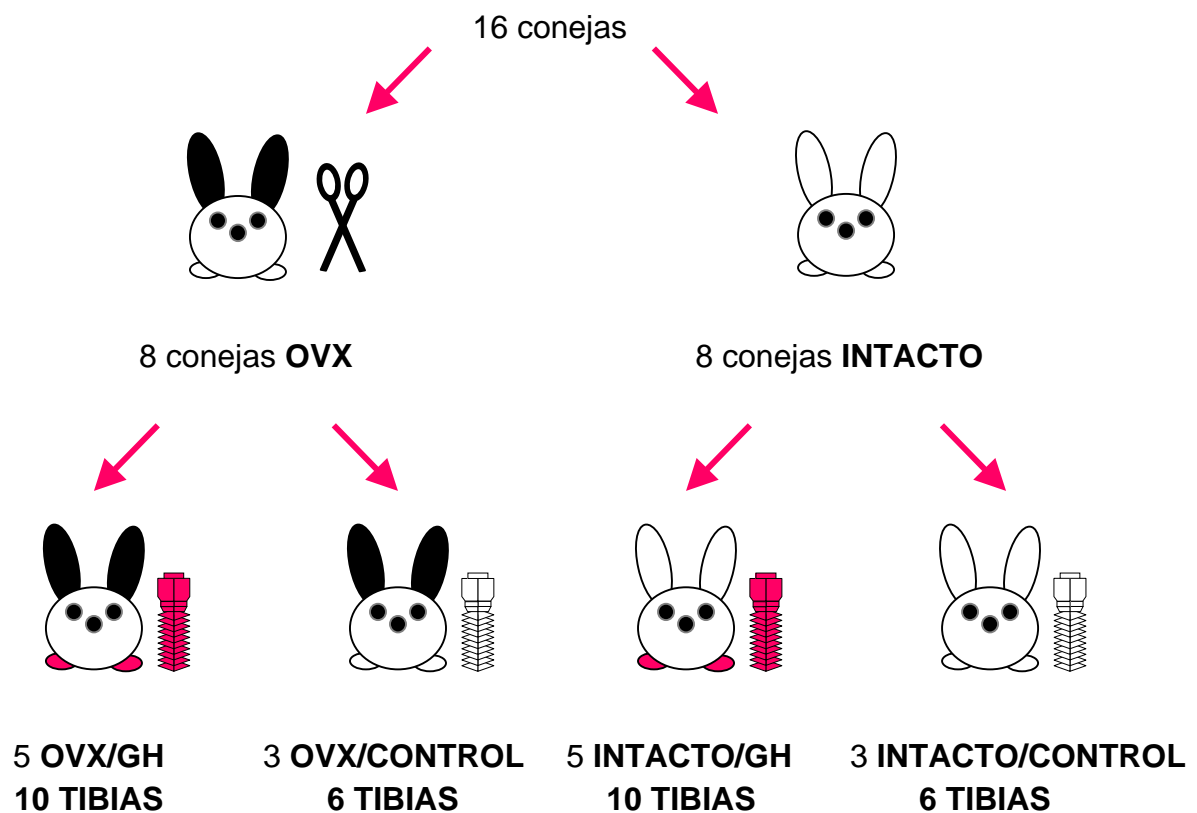 16 conejas
8 conejas OVX
8 conejas INTACTO
5 OVX/GH
10 TIBIAS
3 OVX/CONTROL
6 TIBIAS
5 INTACTO/GH
10 TIBIAS
3 INTACTO/CONTROL
6 TIBIAS